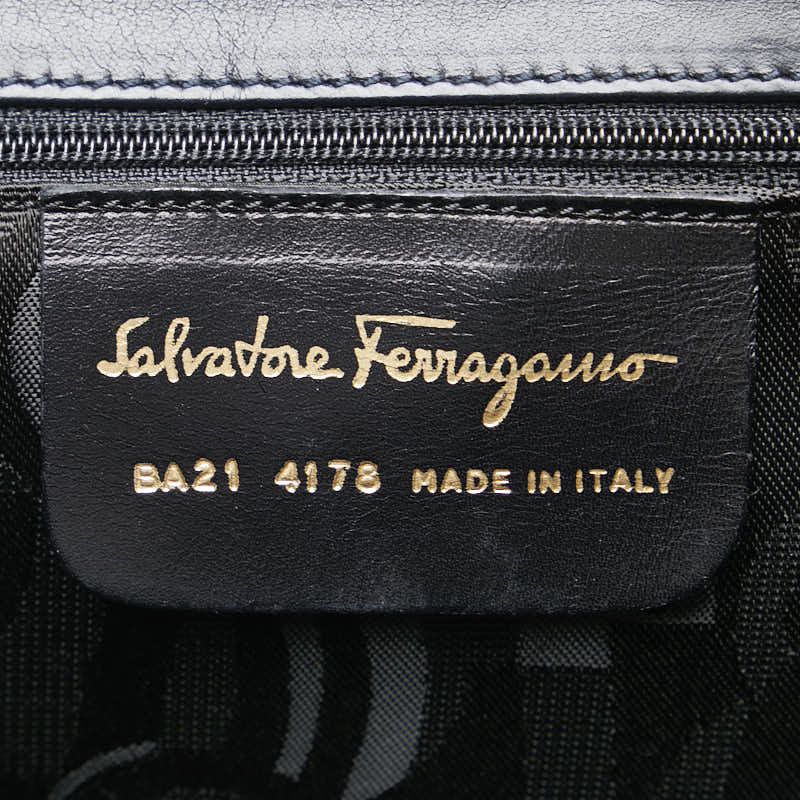 Salvatore Ferragamo
BA21 4178 MADE IN ITALY